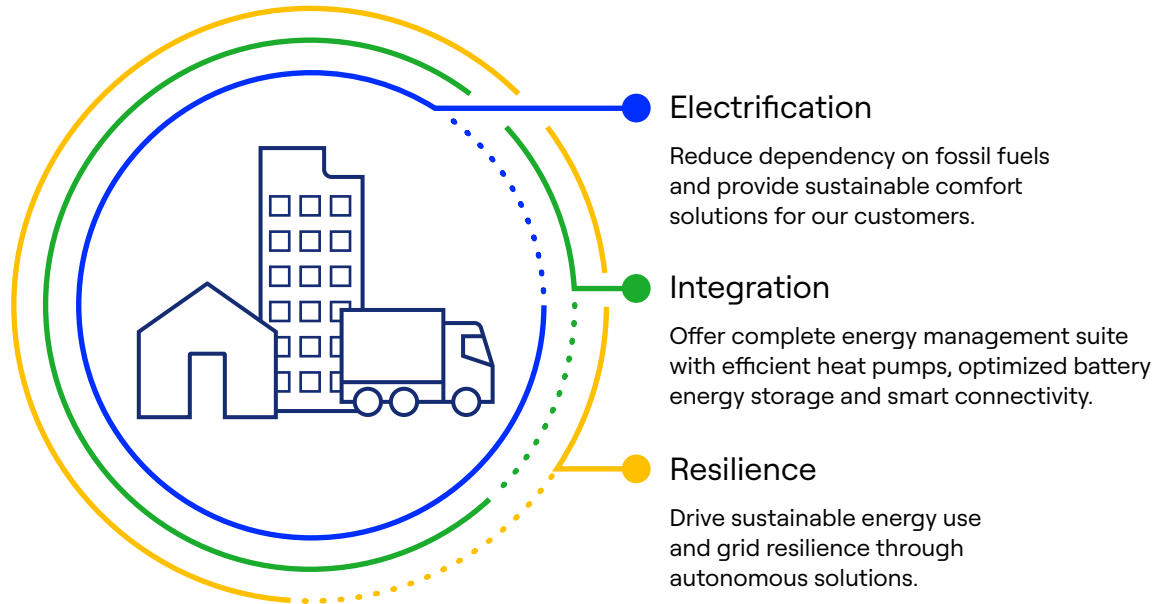 Electrification
Reduce dependency on fossil fuels
and provide sustainable comfort
solutions for our customers.
Integration
Offer complete energy management suite
with efficient heat pumps, optimized battery
energy storage and smart connectivity.
Resilience
Drive sustainable energy use
and grid resilience through
autonomous solutions.